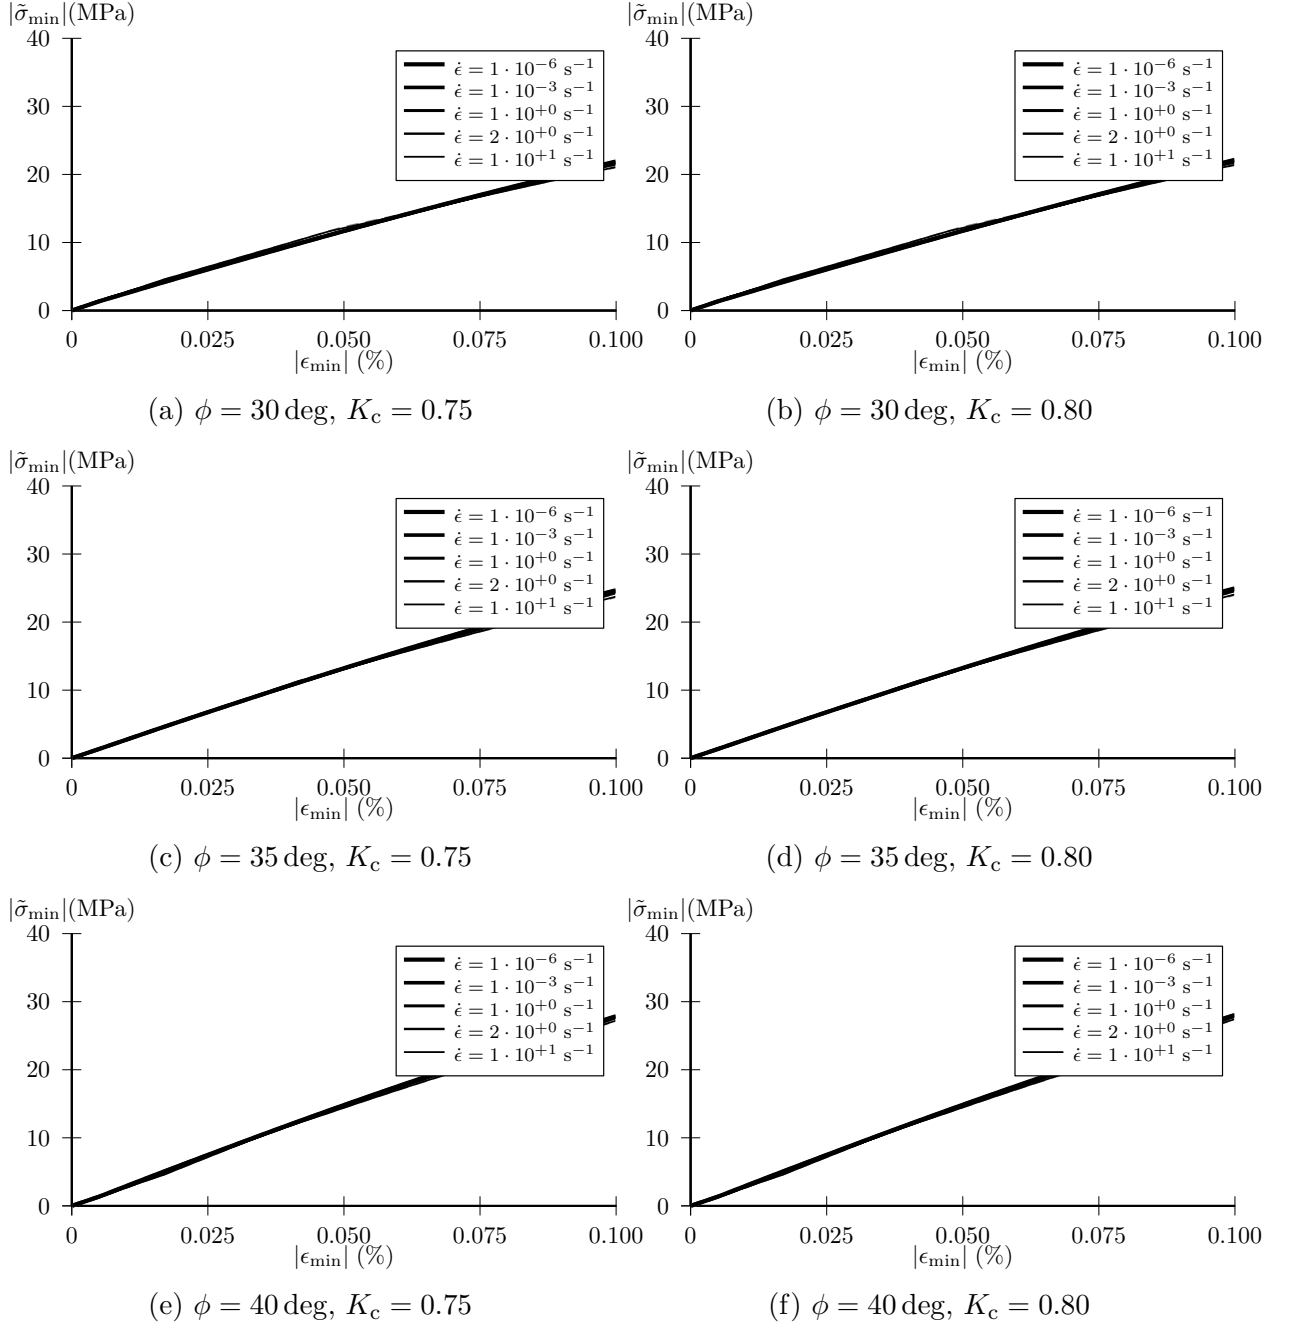 |σ̃min|(MPa)
40
30
20
10
0
ϵ̇ = 1 · 10−6 s−1
ϵ̇ = 1 · 10−3 s−1
ϵ̇ = 1 · 10+0 s−1
ϵ̇ = 2 · 10+0 s−1
ϵ̇ = 1 · 10+1 s−1
0 0.025 0.050 0.075 0.100
|ϵmin| (%)
(a) ϕ = 30 deg, Kc = 0.75
|σ̃min|(MPa)
40
30
20
10
0
ϵ̇ = 1 · 10−6 s−1
ϵ̇ = 1 · 10−3 s−1
ϵ̇ = 1 · 10+0 s−1
ϵ̇ = 2 · 10+0 s−1
ϵ̇ = 1 · 10+1 s−1
0 0.025 0.050 0.075 0.100
|ϵmin| (%)
(b) ϕ = 30 deg, Kc = 0.80
|σ̃min|(MPa)
40
30
20
10
0
ϵ̇ = 1 · 10−6 s−1
ϵ̇ = 1 · 10−3 s−1
ϵ̇ = 1 · 10+0 s−1
ϵ̇ = 2 · 10+0 s−1
ϵ̇ = 1 · 10+1 s−1
0 0.025 0.050 0.075 0.100
|ϵmin| (%)
(c) ϕ = 35 deg, Kc = 0.75
|σ̃min|(MPa)
40
30
20
10
0
ϵ̇ = 1 · 10−6 s−1
ϵ̇ = 1 · 10−3 s−1
ϵ̇ = 1 · 10+0 s−1
ϵ̇ = 2 · 10+0 s−1
ϵ̇ = 1 · 10+1 s−1
0 0.025 0.050 0.075 0.100
|ϵmin| (%)
(d) ϕ = 35 deg, Kc = 0.80
|σ̃min|(MPa)
40
30
20
10
0
ϵ̇ = 1 · 10−6 s−1
ϵ̇ = 1 · 10−3 s−1
ϵ̇ = 1 · 10+0 s−1
ϵ̇ = 2 · 10+0 s−1
ϵ̇ = 1 · 10+1 s−1
0 0.025 0.050 0.075 0.100
|ϵmin| (%)
(e) ϕ = 40 deg, Kc = 0.75
|σ̃min|(MPa)
40
30
20
10
0
ϵ̇ = 1 · 10−6 s−1
ϵ̇ = 1 · 10−3 s−1
ϵ̇ = 1 · 10+0 s−1
ϵ̇ = 2 · 10+0 s−1
ϵ̇ = 1 · 10+1 s−1
0 0.025 0.050 0.075 0.100
|ϵmin| (%)
(f) ϕ = 40 deg, Kc = 0.80